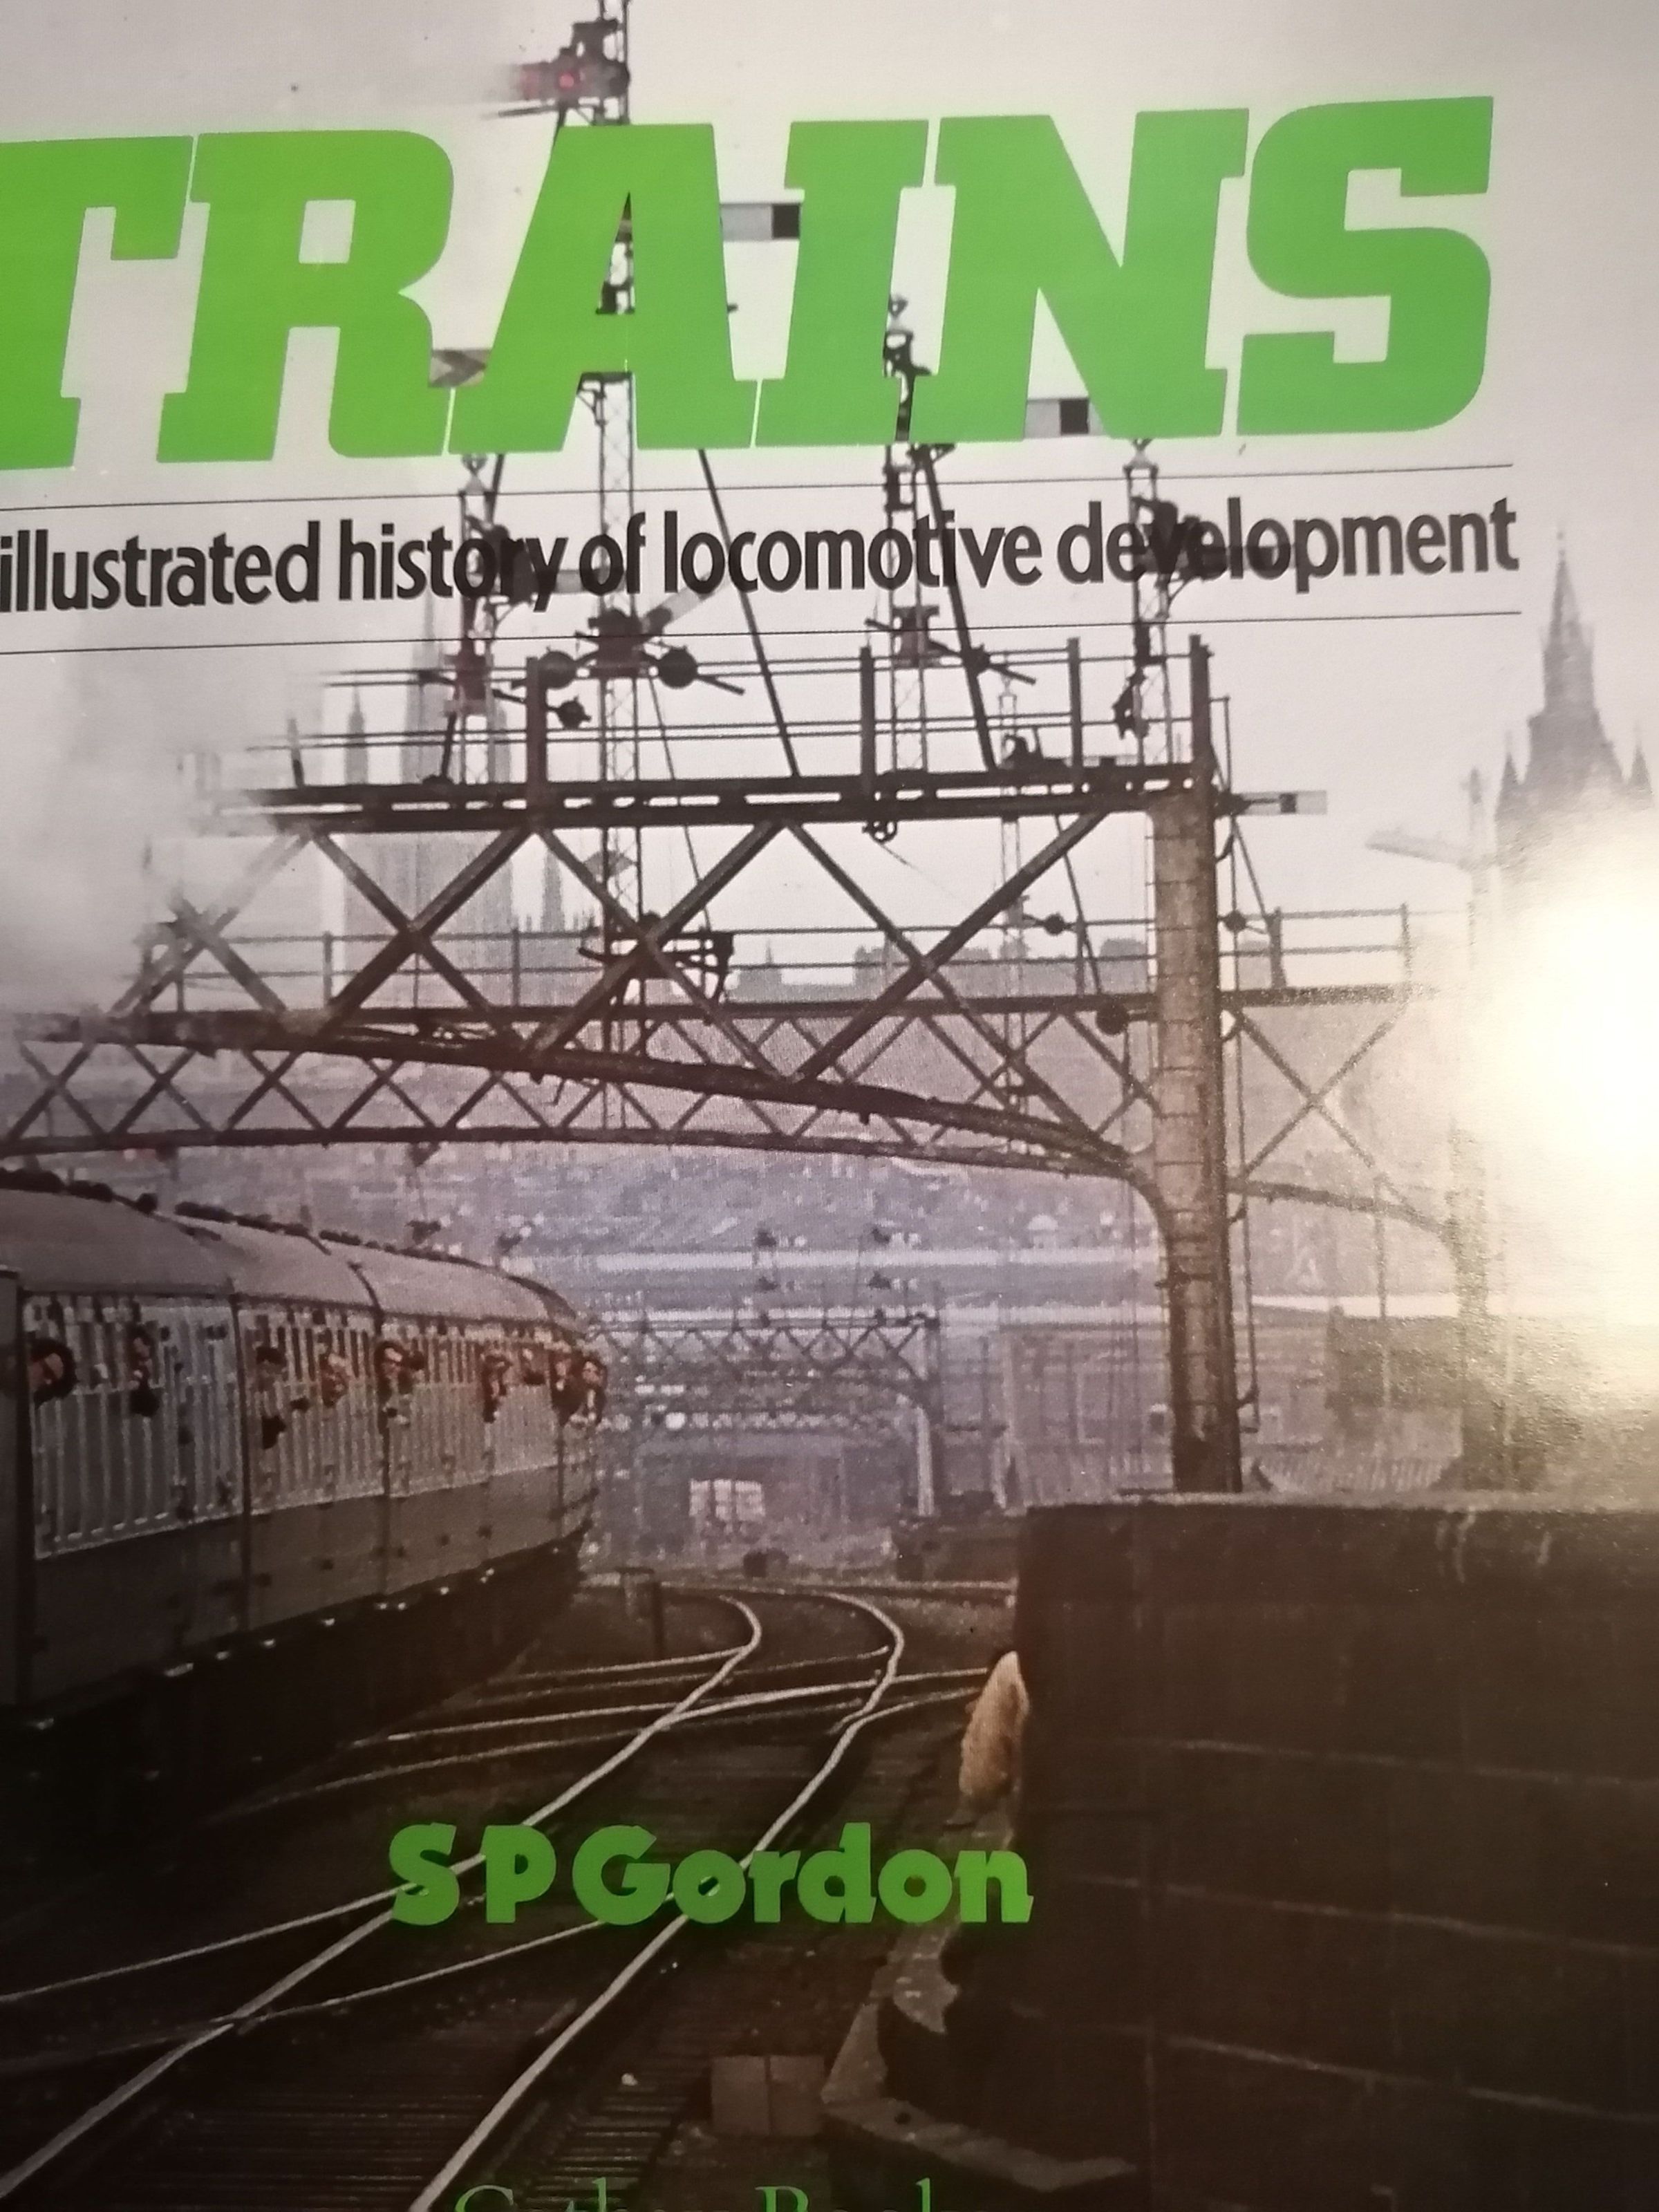 TRAINS
illustrated history of locomotive development
S P Gordon